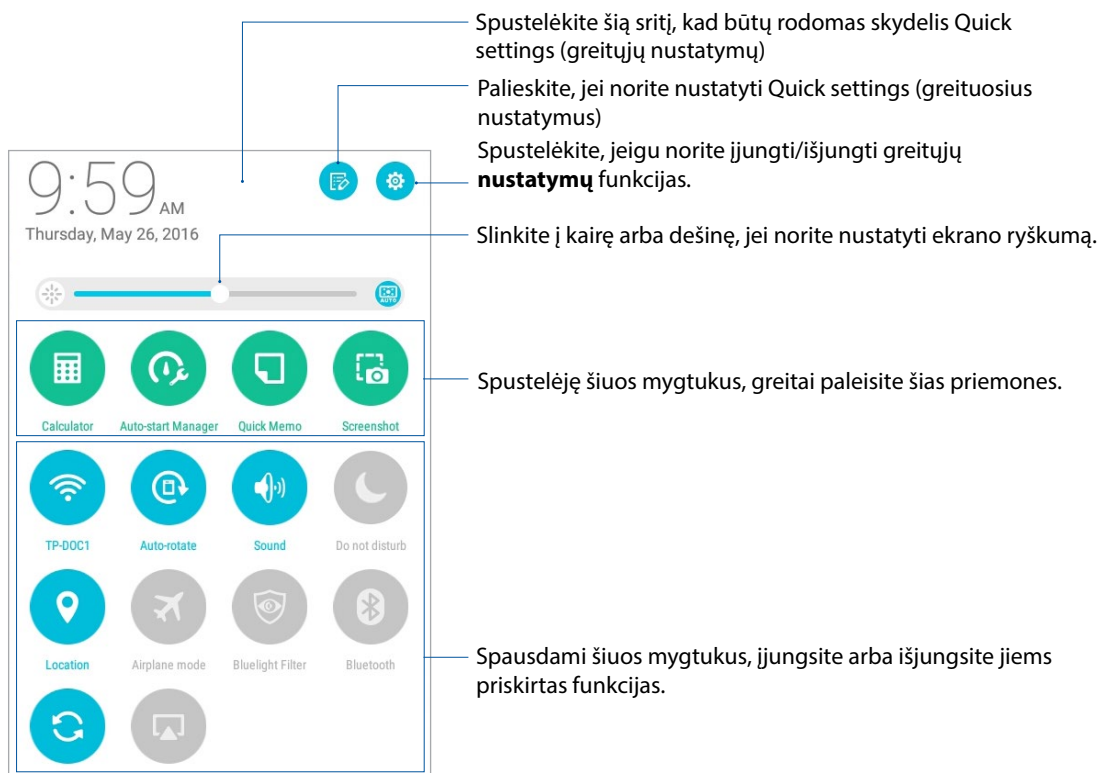 Spustelėkite šią sritį, kad būtų rodomas skydelis Quick
settings (greitųjų nustatymų)
Palieskite, jei norite nustatyti Quick settings (greituosius
nustatymus)
Spustelėkite, jeigu norite įjungti/išjungti greitųjų
nustatymų funkcijas.
9:59 AM
Thursday, May 26, 2016
Slinkite į kairę arba dešinę, jei norite nustatyti ekrano ryškumą.
AUTO
Spustelėję šiuos mygtukus, greitai paleisite šias priemones.
Calculator Auto-start Manager Quick Memo Screenshot
TP-DOC1 Auto-rotate Sound Do not disturb
Location Airplane mode Bluelight Filter Bluetooth
Spausdami šiuos mygtukus, įjungsite arba išjungsite jiems
priskirtas funkcijas.